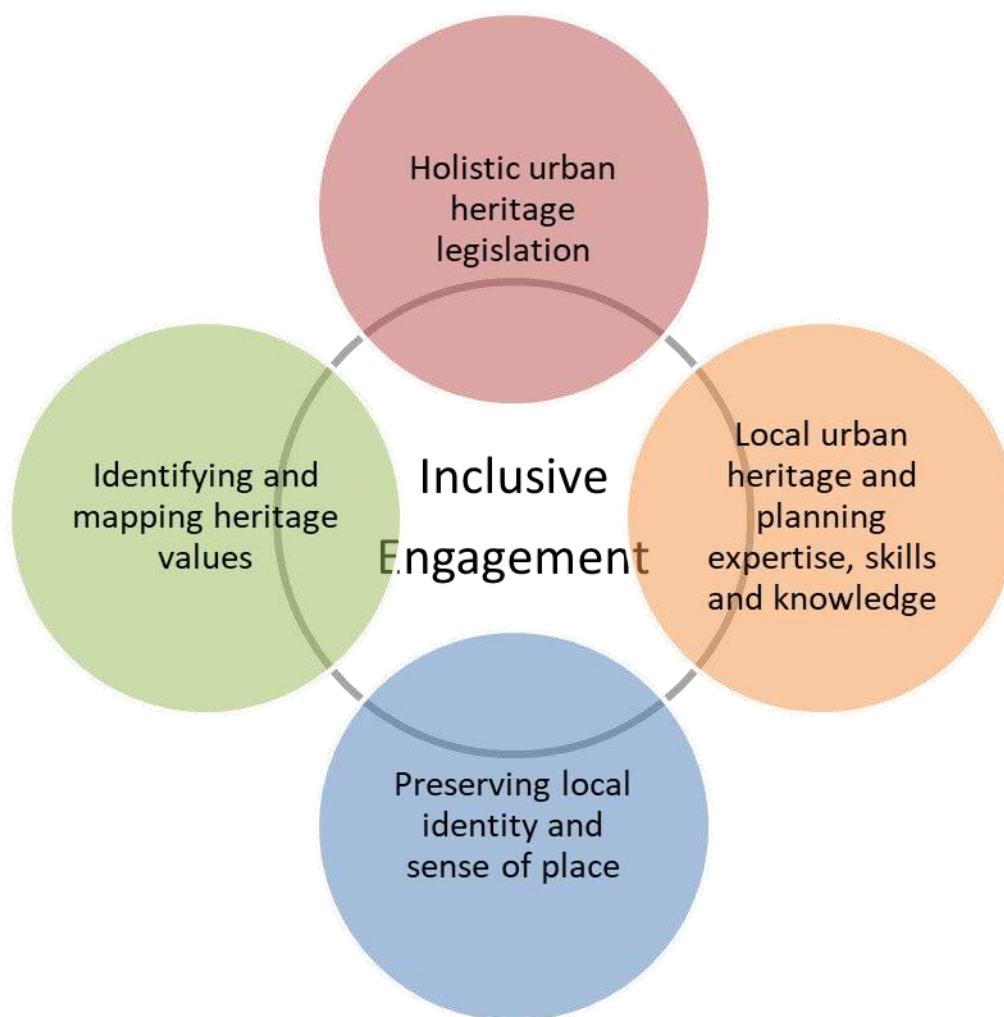 Holistic urban
heritage
legislation
Identifying and
mapping heritage
values
Inclusive
Engagement
Local urban
heritage and
planning
expertise, skills
and knowledge
Preserving local
identity and
sense of place